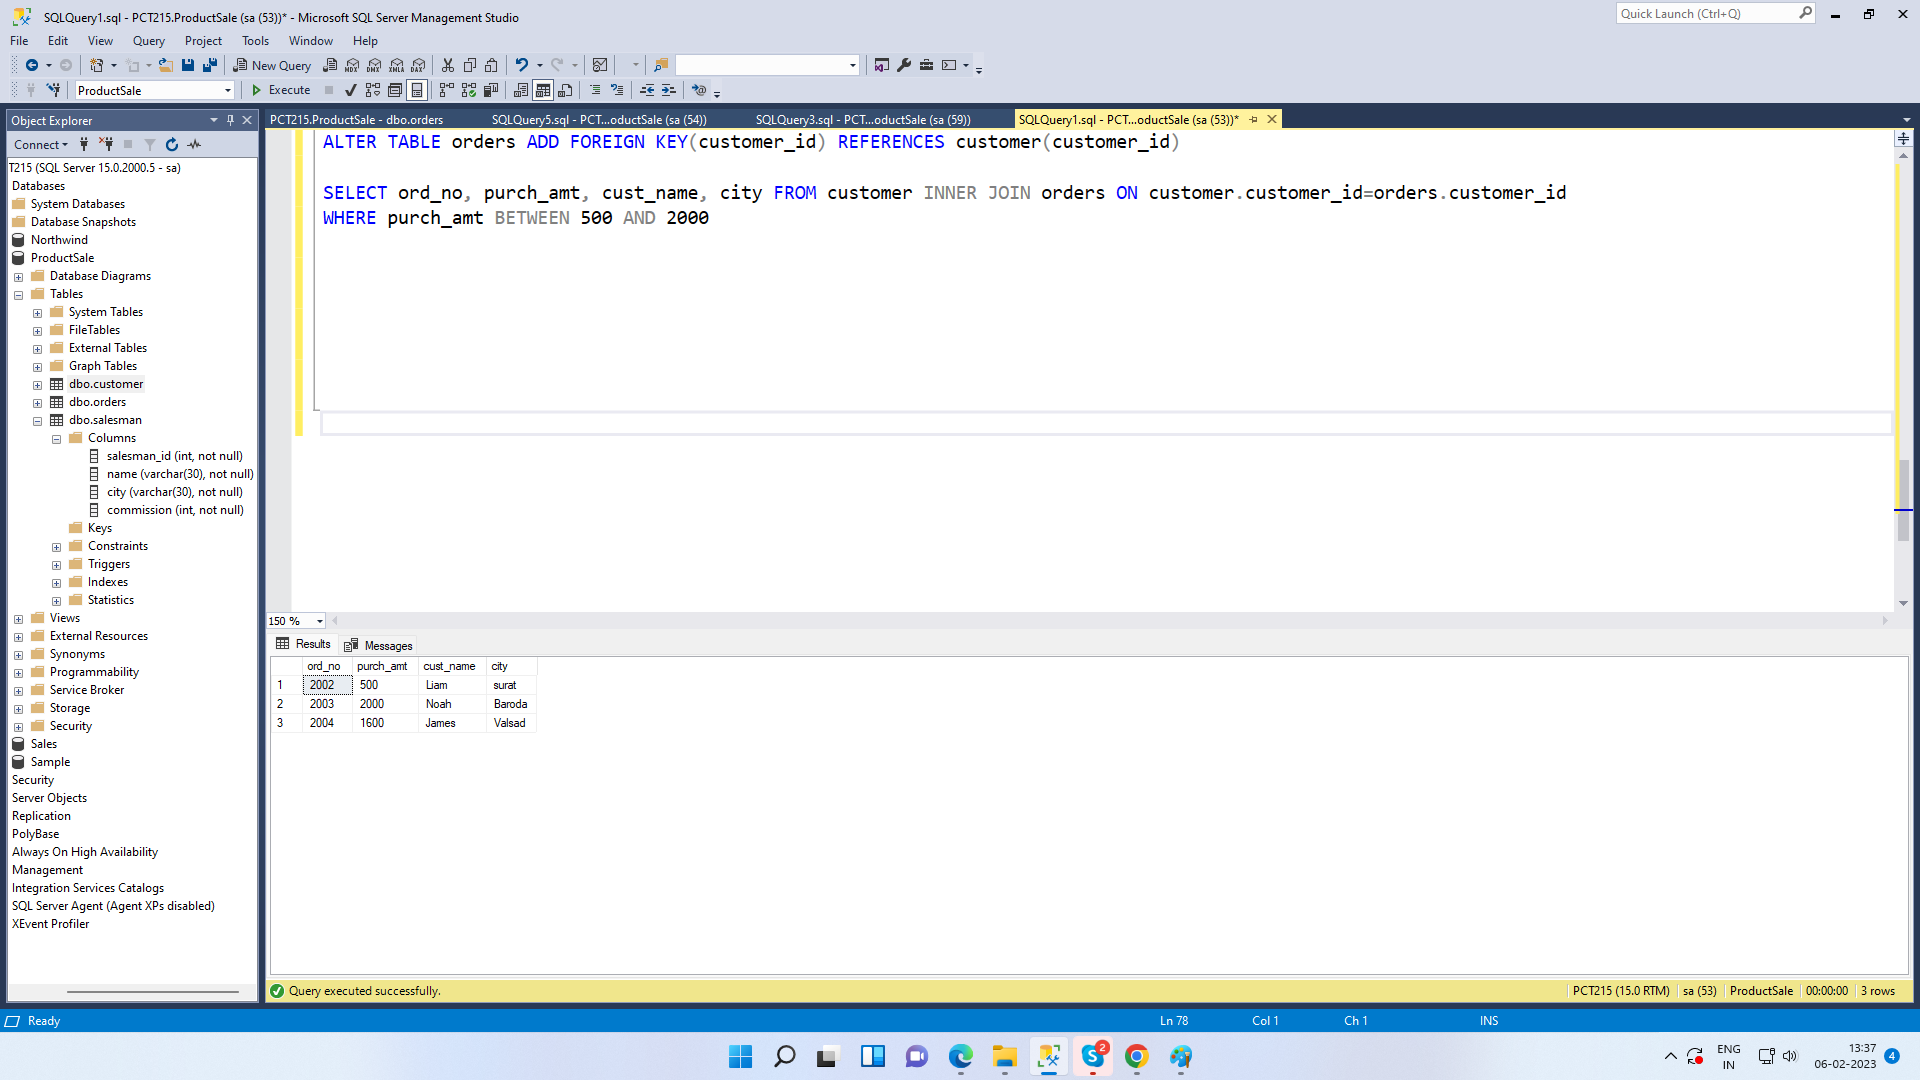 SQLQuery1.sql - PCT215.ProductSale (sa (53))* - Microsoft SQL Server Management Studio
Quick Launch (Ctrl+Q)
File Edit View Query Project Tools Window Help
New Query MDX DMX XMLA DAX
ProductSale Execute
Object Explorer
PCT215.ProductSale - dbo.orders SQLQuery5.sql - PCT...oductSale (sa (54)) SQLQuery3.sql - PCT...oductSale (sa (59)) SQLQuery1.sql - PCT...oductSale (sa (53))*
Connect
T215 (SQL Server 15.0.2000.5 - sa)
Databases
System Databases
Database Snapshots
Northwind
ProductSale
Database Diagrams
Tables
System Tables
FileTables
External Tables
Graph Tables
dbo.customer
dbo.orders
dbo.salesman
Columns
salesman_id (int, not null)
name (varchar(30), not null)
city (varchar(30), not null)
commission (int, not null)
Keys
Constraints
Triggers
Indexes
Statistics
Views
External Resources
Synonyms
Programmability
Service Broker
Storage
Security
Sales
Sample
Security
Server Objects
Replication
PolyBase
Always On High Availability
Management
Integration Services Catalogs
SQL Server Agent (Agent XPs disabled)
XEvent Profiler
ALTER TABLE orders ADD FOREIGN KEY(customer_id) REFERENCES customer(customer_id)
SELECT ord_no, purch_amt, cust_name, city FROM customer INNER JOIN orders ON customer.customer_id=orders.customer_id
WHERE purch_amt BETWEEN 500 AND 2000
150 %
Results Messages
ord_no purch_amt cust_name city
1 2002 500 Liam surat
2 2003 2000 Noah Baroda
3 2004 1600 James Valsad
Query executed successfully. PCT215 (15.0 RTM) sa (53) ProductSale 00:00:00 3 rows
Ready Ln 78 Col 1 Ch 1 INS
2
ENG
IN
13:37
06-02-2023
4